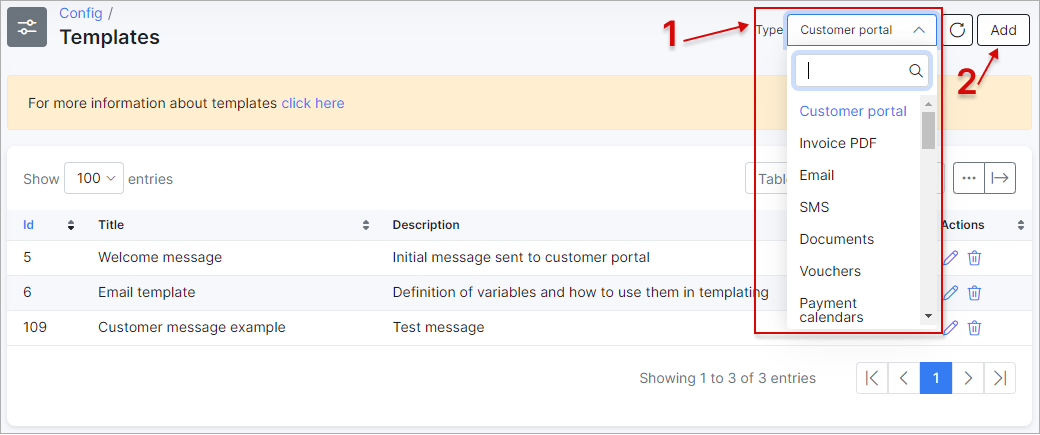 Config /
Templates
1
Type
Customer portal
Add
2
For more information about templates click here
Customer portal
Invoice PDF
Email
SMS
Documents
Vouchers
Payment
calendars
Show 100 entries
Table
Id Title Description Actions
5 Welcome message Initial message sent to customer portal
6 Email template Definition of variables and how to use them in templating
109 Customer message example Test message
Showing 1 to 3 of 3 entries
1